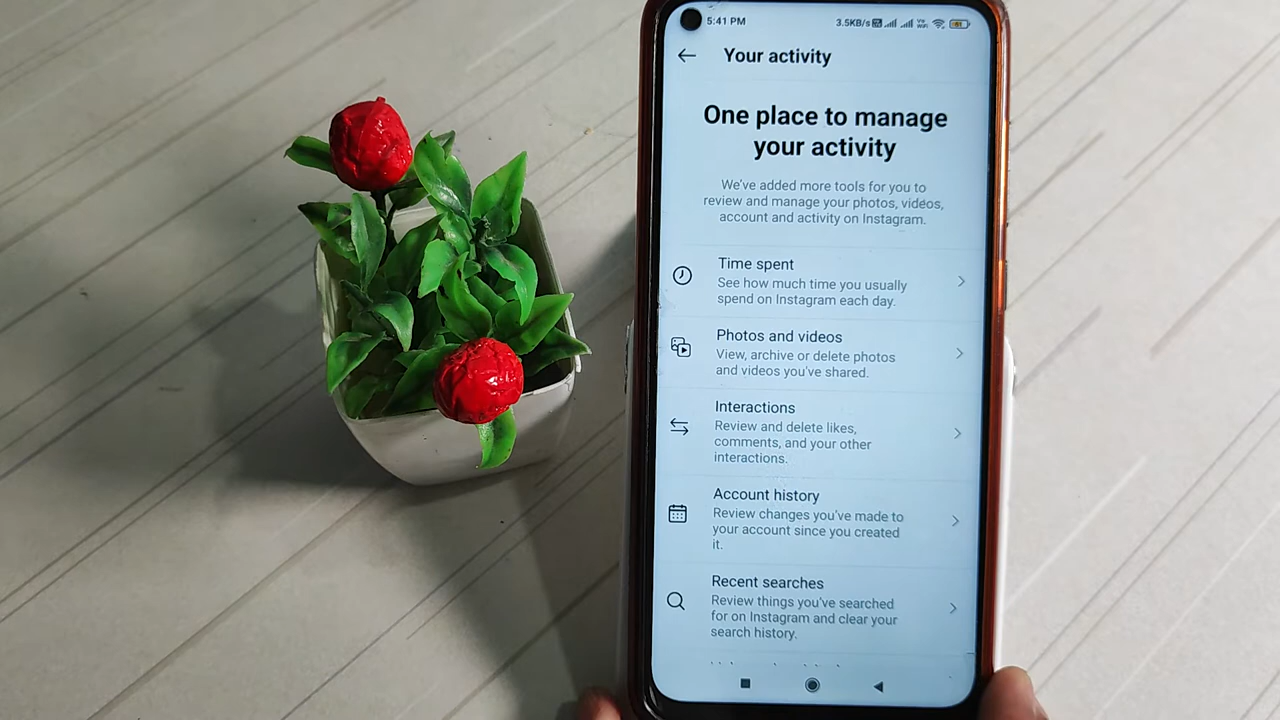 5:41 PM 3.5KB/s
Your activity
One place to manage
your activity
We've added more tools for you to
review and manage your photos, videos,
account and activity on Instagram.
Time spent
See how much time you usually
spend on Instagram each day.
Photos and videos
View, archive or delete photos
and videos you've shared.
Interactions
Review and delete likes,
comments, and your other
interactions.
Account history
Review changes you've made to
your account since you created
it.
Recent searches
Review things you've searched
for on Instagram and clear your
search history.